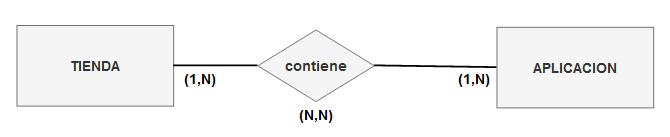 TIENDA
contiene
APLICACION
(1,N)
(1,N)
(N,N)